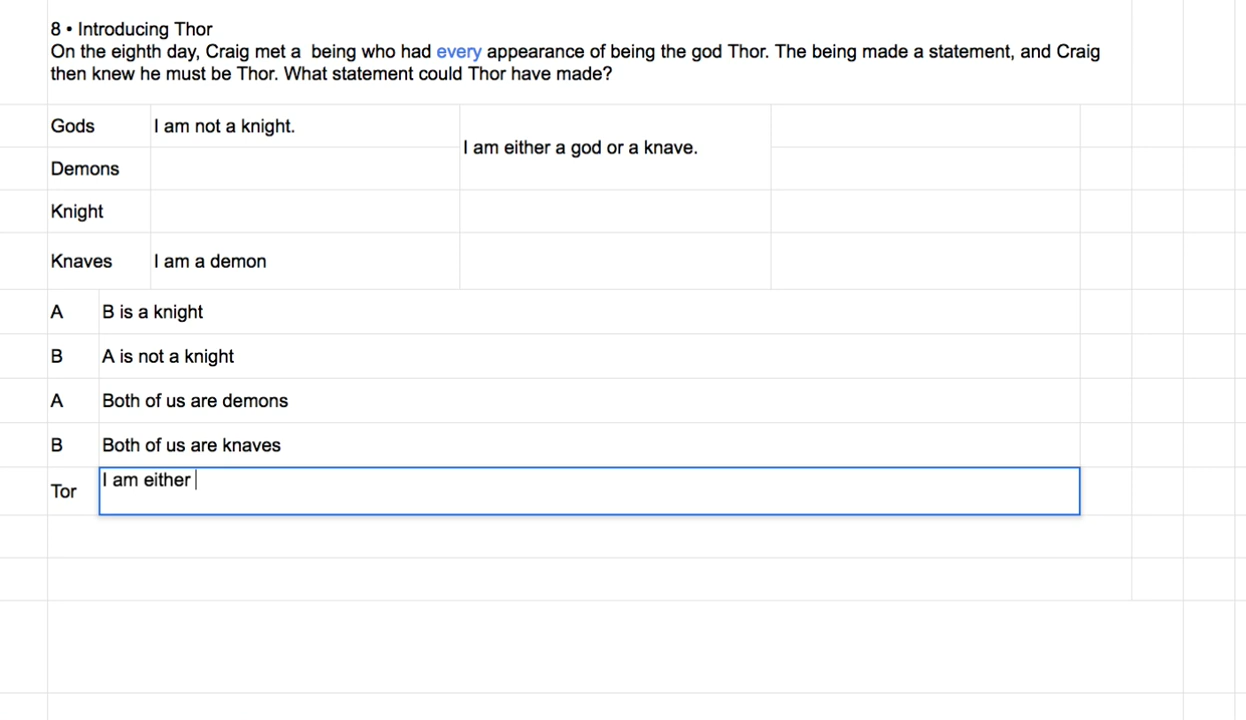 8 • Introducing Thor
On the eighth day, Craig met a  being who had every appearance of being the god Thor. The being made a statement, and Craig
then knew he must be Thor. What statement could Thor have made?
Gods I am not a knight.
I am either a god or a knave.
Demons
Knight
Knaves I am a demon
A B is a knight
B A is not a knight
A Both of us are demons
B Both of us are knaves
Tor I am either